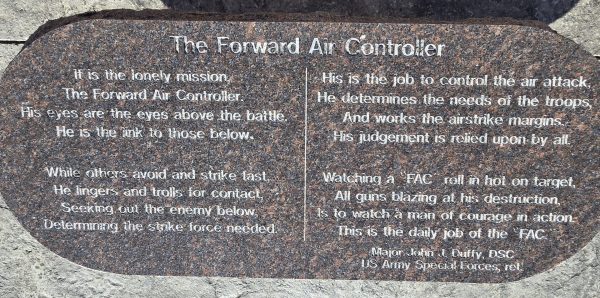 The Forward Air Controller
It is the lonely mission,
The Forward Air Controller.
His eyes are the eyes above the battle.
He is the link to those below.
While others avoid and strike fast,
He lingers and trolls for contact,
Seeking out the enemy below,
Determining the strike force needed.
His is the job to control the air attack,
He determines the needs of the troops,
And works the airstrike margins.
His judgement is relied upon by all.
Watching a "FAC" roll in hot on target,
All guns blazing at his destruction,
Is to watch a man of courage in action.
This is the daily job of the "FAC.
Major John J. Duffy, DSC
US Army Special Forces, ret.